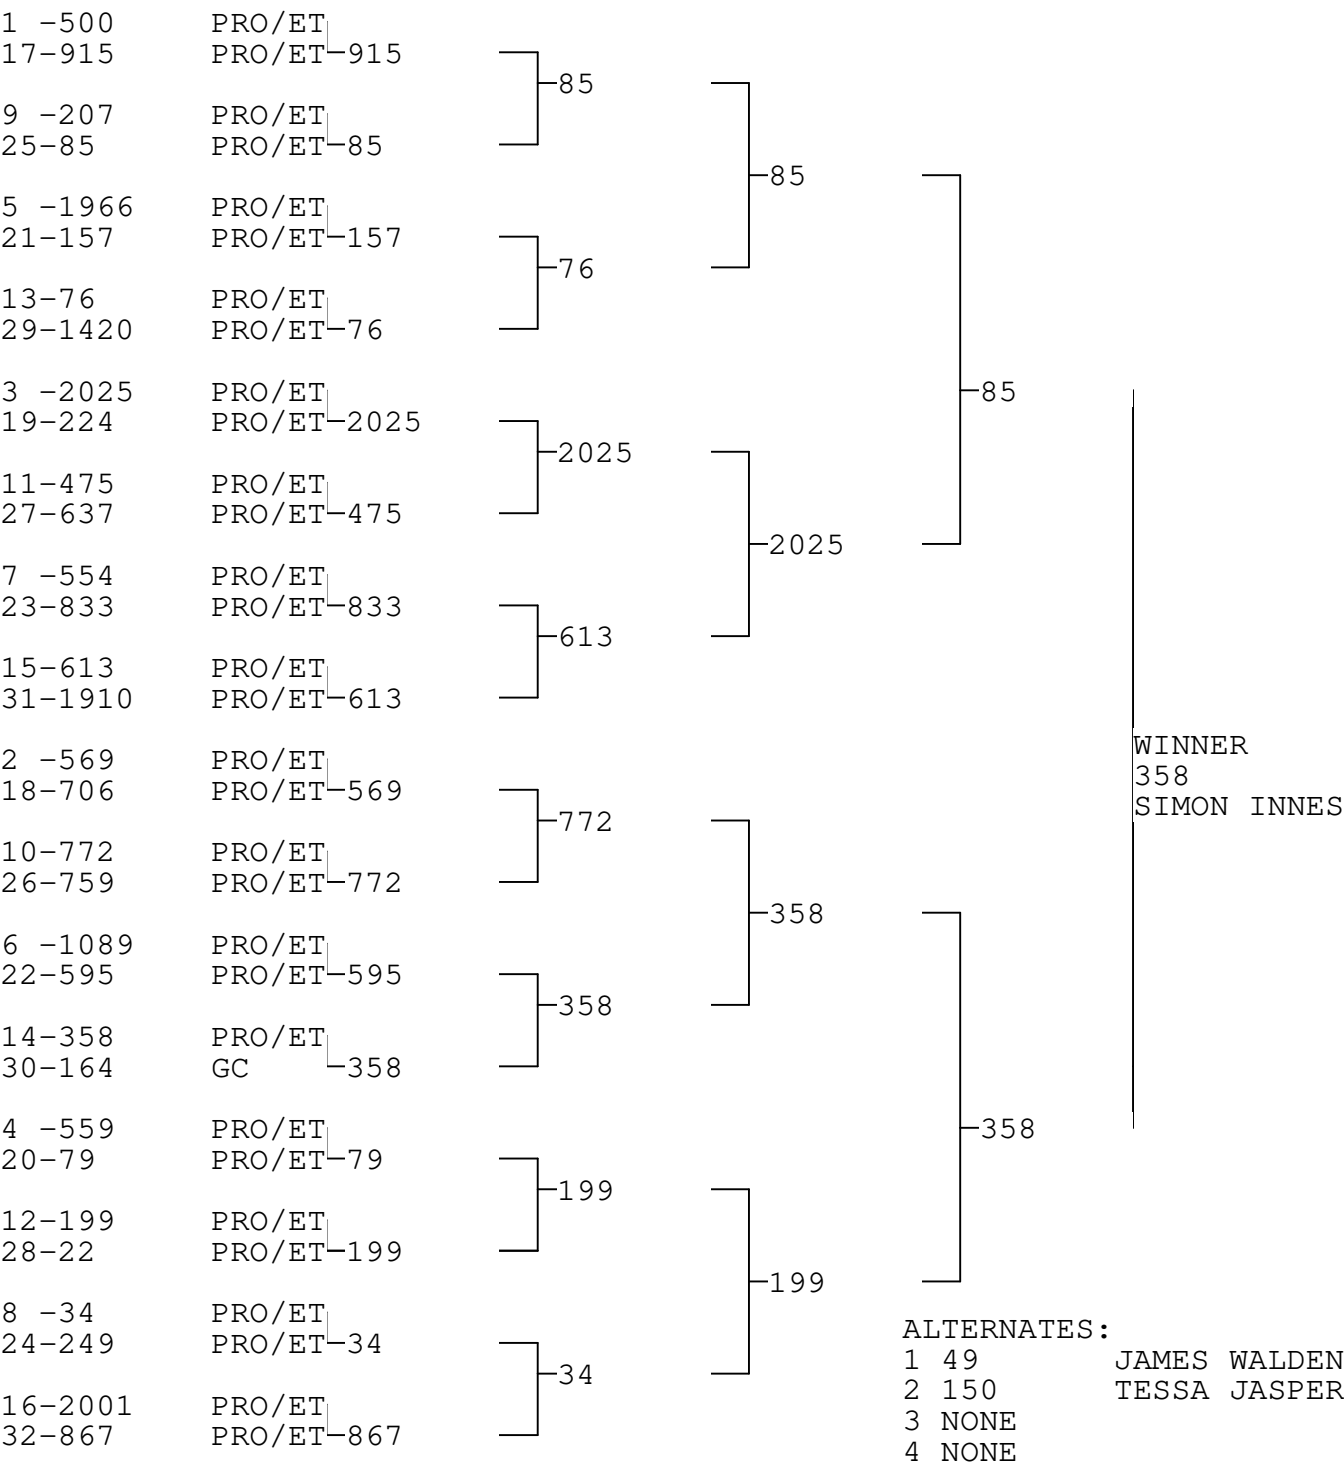 1 -500 PRO/ET
17-915 PRO/ET 915
85
9 -207 PRO/ET
25-85 PRO/ET 85
85
5 -1966 PRO/ET
21-157 PRO/ET 157
76
13-76 PRO/ET
29-1420 PRO/ET 76
3 -2025 PRO/ET
85
19-224 PRO/ET 2025
2025
11-475 PRO/ET
27-637 PRO/ET 475
2025
7 -554 PRO/ET
23-833 PRO/ET 833
613
15-613 PRO/ET
31-1910 PRO/ET 613
WINNER
2 -569 PRO/ET
358
18-706 PRO/ET 569
SIMON INNES
772
10-772 PRO/ET
26-759 PRO/ET 772
358
6 -1089 PRO/ET
22-595 PRO/ET 595
358
14-358 PRO/ET
30-164 GC 358
4 -559 PRO/ET
358
20-79 PRO/ET 79
199
12-199 PRO/ET
28-22 PRO/ET 199
199
8 -34 PRO/ET
ALTERNATES:
24-249 PRO/ET 34
1 49 JAMES WALDEN
34
2 150 TESSA JASPER
16-2001 PRO/ET
3 NONE
32-867 PRO/ET 867
4 NONE